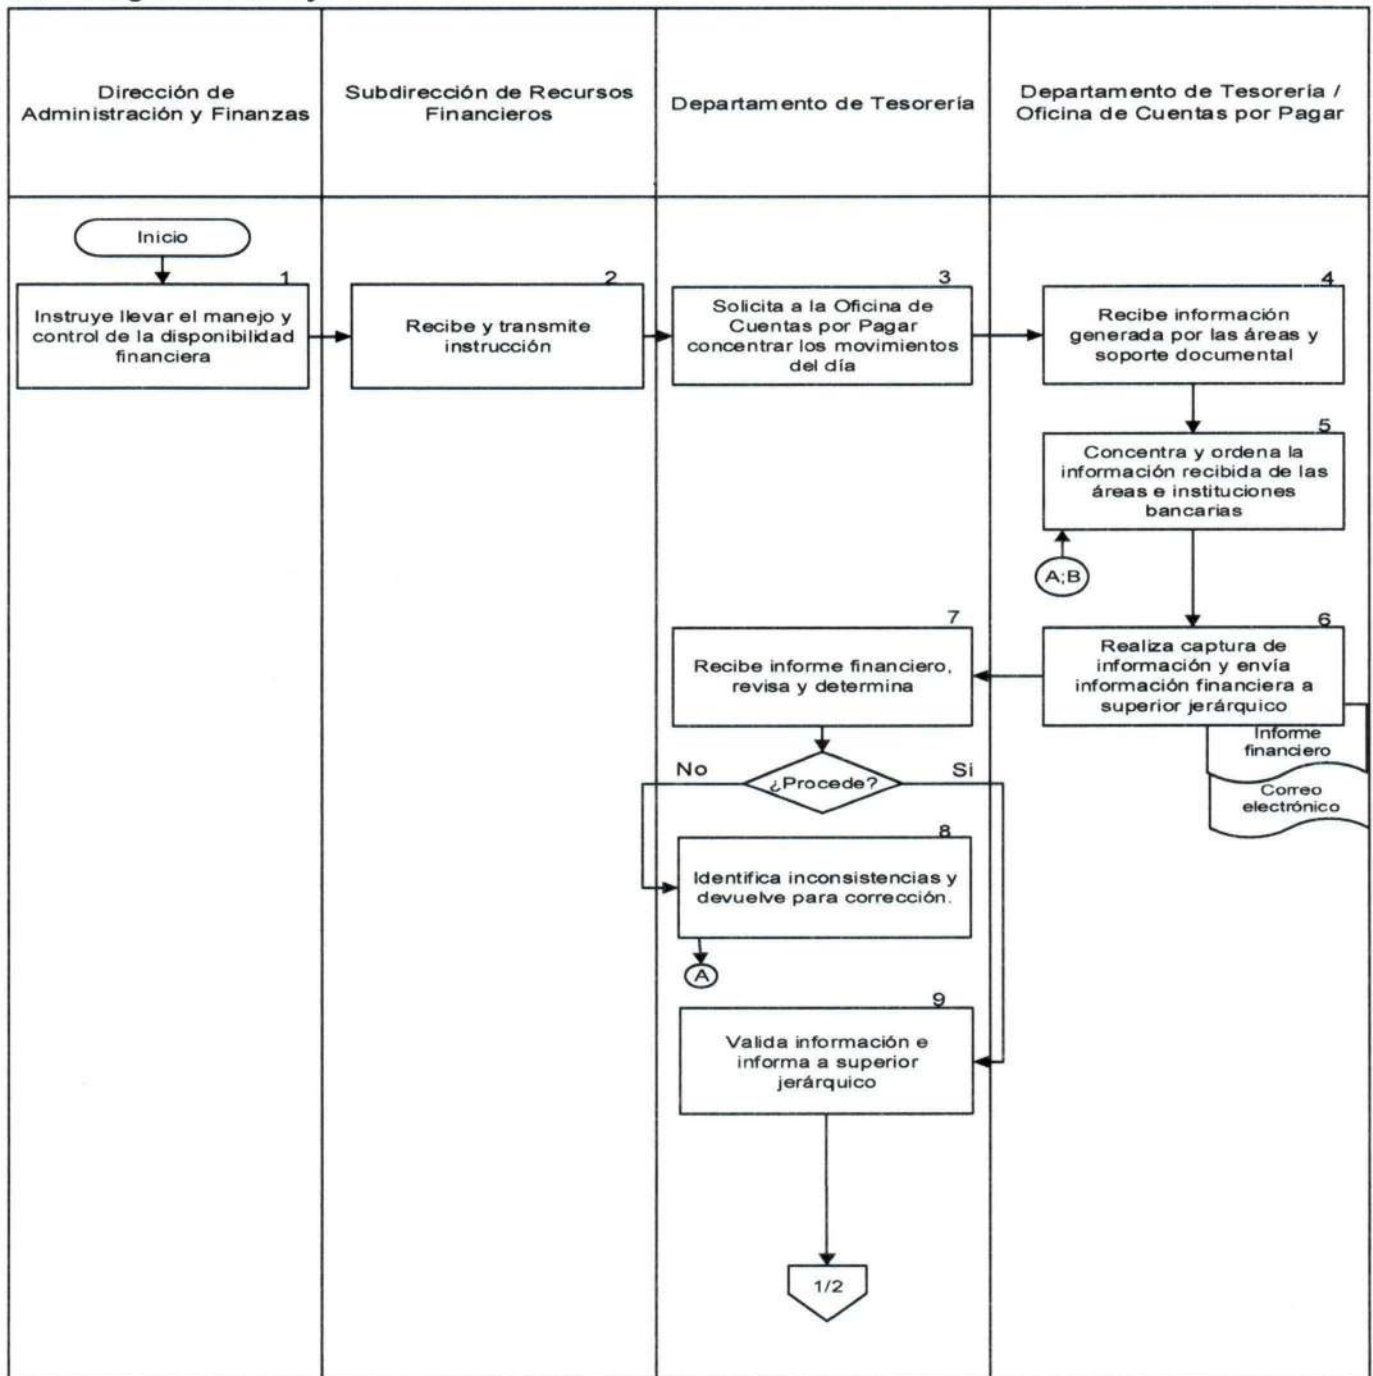 Dirección de
Administración y Finanzas
Subdirección de Recursos
Financieros
Departamento de Tesorería
Departamento de Tesorería /
Oficina de Cuentas por Pagar
Inicio
1
Instruye llevar el manejo y
control de la disponibilidad
financiera
2
Recibe y transmite
instrucción
3
Solicita a la Oficina de
Cuentas por Pagar
concentrar los movimientos
del día
4
Recibe información
generada por las áreas y
soporte documental
5
Concentra y ordena la
información recibida de las
áreas e instituciones
bancarias
A;B
6
Realiza captura de
información y envía
información financiera a
superior jerárquico
Informe
financiero
Correo
electrónico
7
Recibe informe financiero,
revisa y determina
¿Procede?
No
Si
8
Identifica inconsistencias y
devuelve para corrección.
A
9
Valida información e
informa a superior
jerárquico
1/2